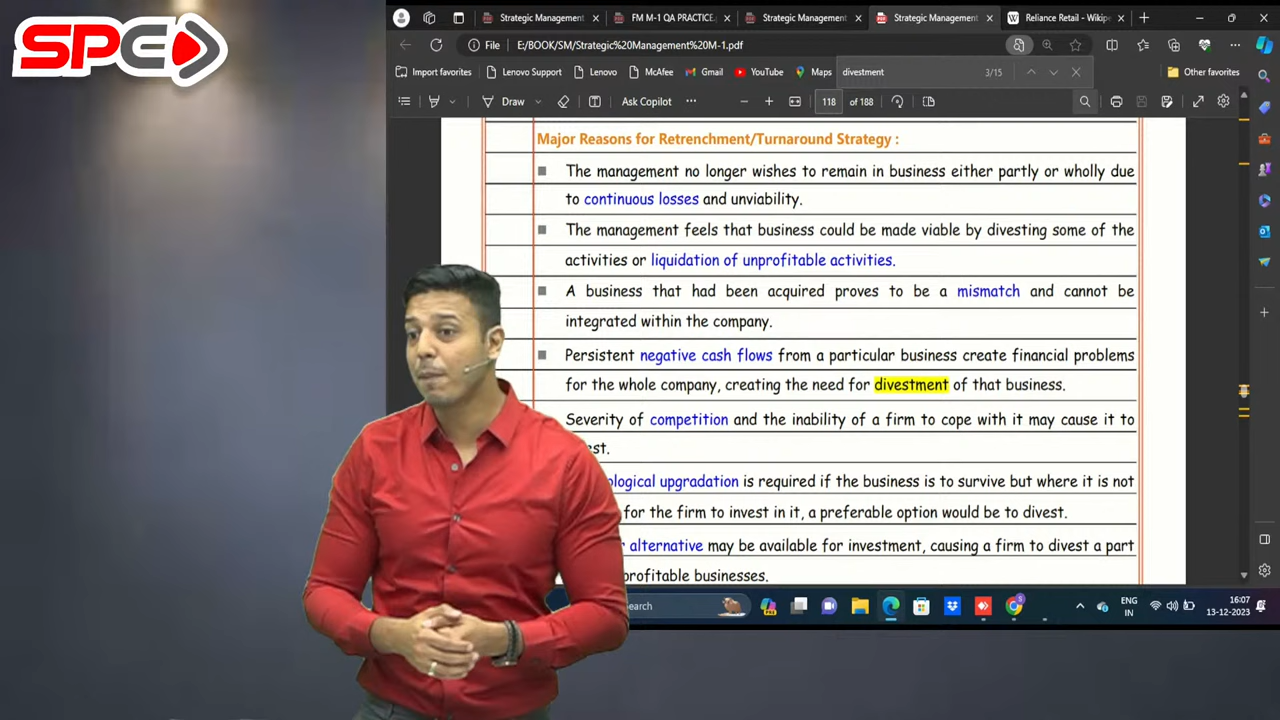 SPC
Strategic Management
FM M-1 QA PRACTICE.p
Strategic Management
Strategic Management
Reliance Retail - Wikipe
File
E:/BOOK/SM/Strategic%20Management%20M-1.pdf
Import favorites
Lenovo Support
Lenovo
McAfee
Gmail
YouTube
Maps
divestment
3/15
Other favorites
Draw
Ask Copilot
118
of 188
Major Reasons for Retrenchment/Turnaround Strategy :
The management no longer wishes to remain in business either partly or wholly due
to continuous losses and unviability.
The management feels that business could be made viable by divesting some of the
activities or liquidation of unprofitable activities.
A business that had been acquired proves to be a mismatch and cannot be
integrated within the company.
Persistent negative cash flows from a particular business create financial problems
for the whole company, creating the need for divestment of that business.
Severity of competition and the inability of a firm to cope with it may cause it to
est.
ological upgradation is required if the business is to survive but where it is not
for the firm to invest in it, a preferable option would be to divest.
alternative may be available for investment, causing a firm to divest a part
profitable businesses.
earch
ENG
IN
16:07
13-12-2023